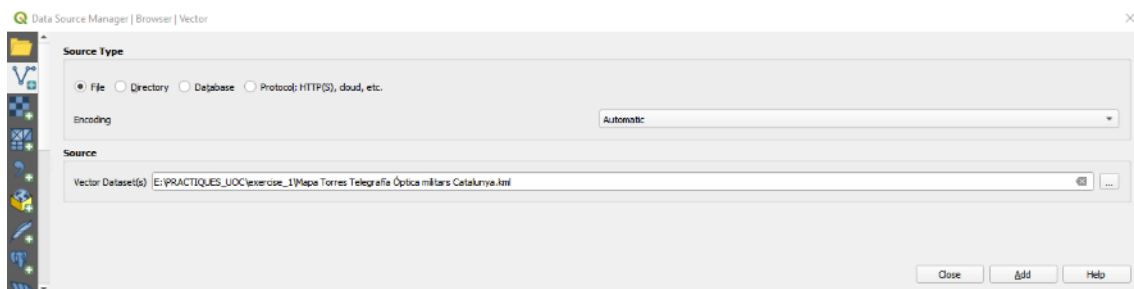 Data Source Manager | Browser | Vector
Source Type
File Directory Database Protocol: HTTP(S), cloud, etc.
Encoding Automatic
Source
Vector Dataset(s) E:\PRACTIQUES_UOC\exercise_1\Mapa Torres Telegrafía Óptica militars Catalunya.kml ...
Close Add Help